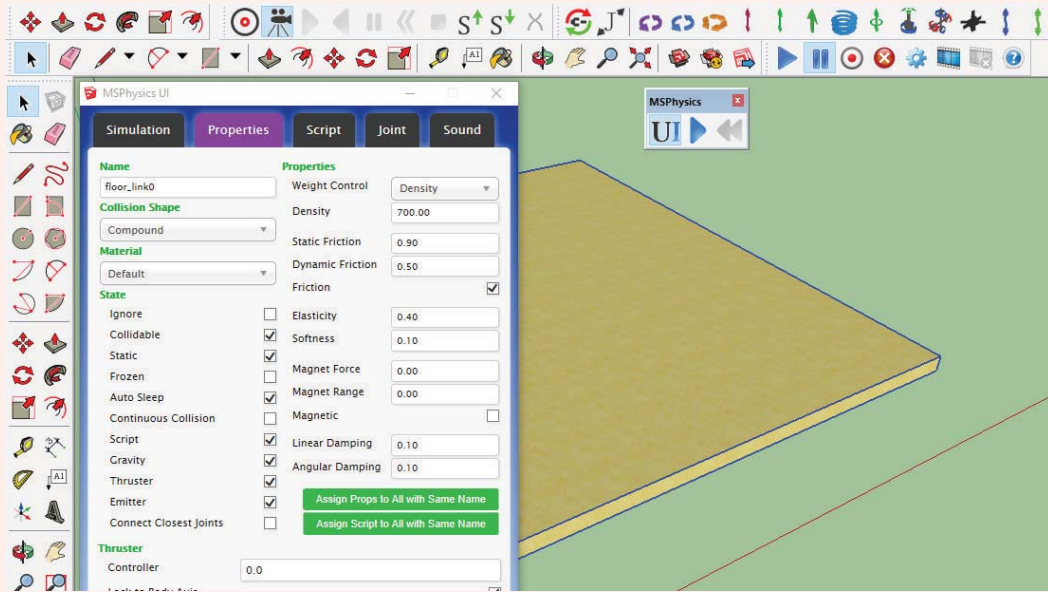 S S
A1
MSPhysics UI
Simulation Properties Script Joint Sound
MSPhysics
UI
Name
floor_link0
Collision Shape
Compound
Material
Default
State
Ignore
Collidable
Static
Frozen
Auto Sleep
Continuous Collision
Script
Gravity
Thruster
Emitter
Connect Closest Joints
Properties
Weight Control Density
Density 700.00
Static Friction 0.90
Dynamic Friction 0.50
Friction
Elasticity 0.40
Softness 0.10
Magnet Force 0.00
Magnet Range 0.00
Magnetic
Linear Damping 0.10
Angular Damping 0.10
Assign Props to All with Same Name
Assign Script to All with Same Name
Thruster
Controller 0.0
A1